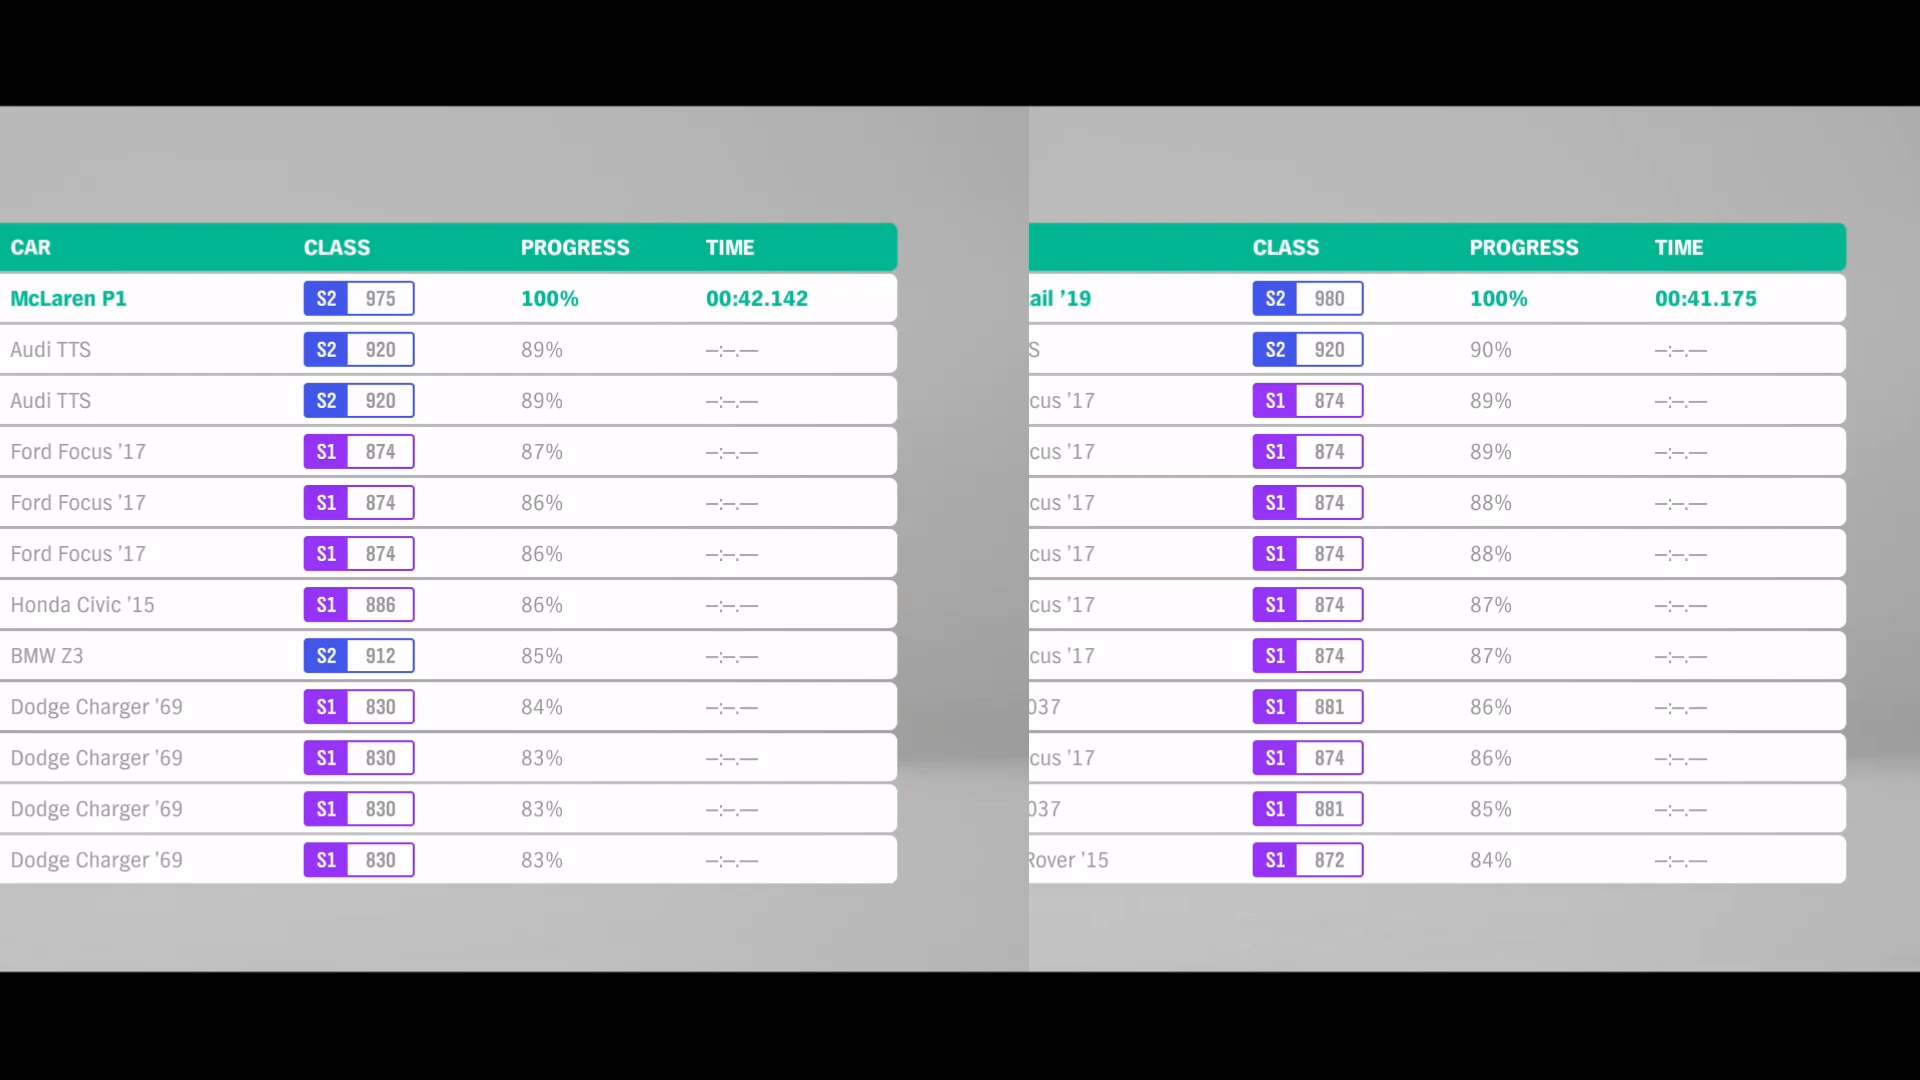 CAR CLASS PROGRESS TIME
McLaren P1 S2 975 100% 00:42.142
Audi TTS S2 920 89% –:–.––
Audi TTS S2 920 89% –:–.––
Ford Focus ’17 S1 874 87% –:–.––
Ford Focus ’17 S1 874 86% –:–.––
Ford Focus ’17 S1 874 86% –:–.––
Honda Civic ’15 S1 886 86% –:–.––
BMW Z3 S2 912 85% –:–.––
Dodge Charger ’69 S1 830 84% –:–.––
Dodge Charger ’69 S1 830 83% –:–.––
Dodge Charger ’69 S1 830 83% –:–.––
Dodge Charger ’69 S1 830 83% –:–.––
CLASS PROGRESS TIME
ail ’19 S2 980 100% 00:41.175
S S2 920 90% –:–.––
cus ’17 S1 874 89% –:–.––
cus ’17 S1 874 89% –:–.––
cus ’17 S1 874 88% –:–.––
cus ’17 S1 874 88% –:–.––
cus ’17 S1 874 87% –:–.––
cus ’17 S1 874 87% –:–.––
037 S1 881 86% –:–.––
cus ’17 S1 874 86% –:–.––
037 S1 881 85% –:–.––
Rover ’15 S1 872 84% –:–.––